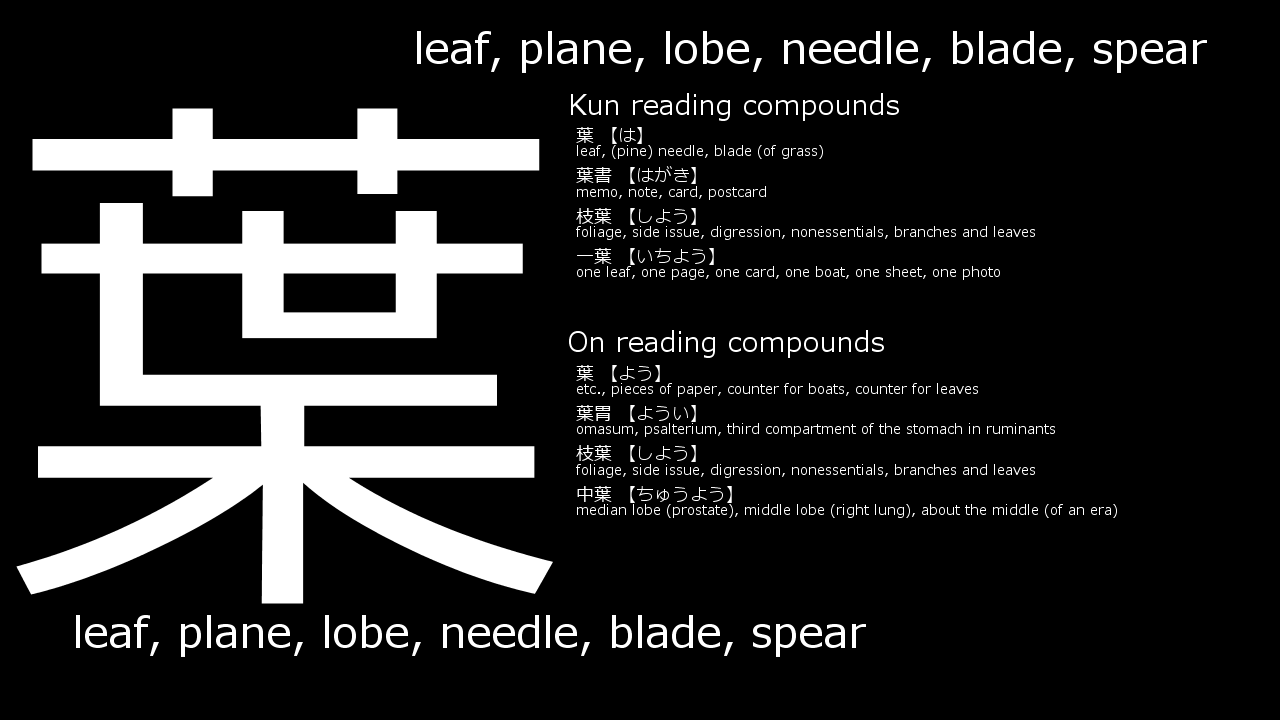 leaf, plane, lobe, needle, blade, spear
葉
Kun reading compounds
葉 【は】
leaf, (pine) needle, blade (of grass)
葉書 【はがき】
memo, note, card, postcard
枝葉 【しよう】
foliage, side issue, digression, nonessentials, branches and leaves
一葉 【いちよう】
one leaf, one page, one card, one boat, one sheet, one photo
On reading compounds
葉 【よう】
etc., pieces of paper, counter for boats, counter for leaves
葉胃 【ようい】
omasum, psalterium, third compartment of the stomach in ruminants
枝葉 【しよう】
foliage, side issue, digression, nonessentials, branches and leaves
中葉 【ちゅうよう】
median lobe (prostate), middle lobe (right lung), about the middle (of an era)
leaf, plane, lobe, needle, blade, spear